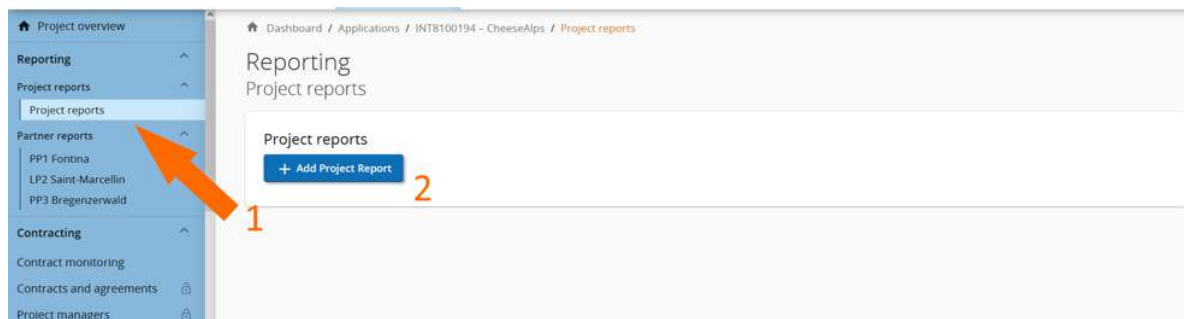 Project overview
Reporting
Project reports
Project reports
Partner reports
PP1 Fontina
LP2 Saint-Marcellin
PP3 Bregenzerwald
Contracting
Contract monitoring
Contracts and agreements
Project managers
Dashboard / Applications / INT8100194 – CheeseAlps / Project reports
Reporting
Project reports
Project reports
+ Add Project Report
2
1